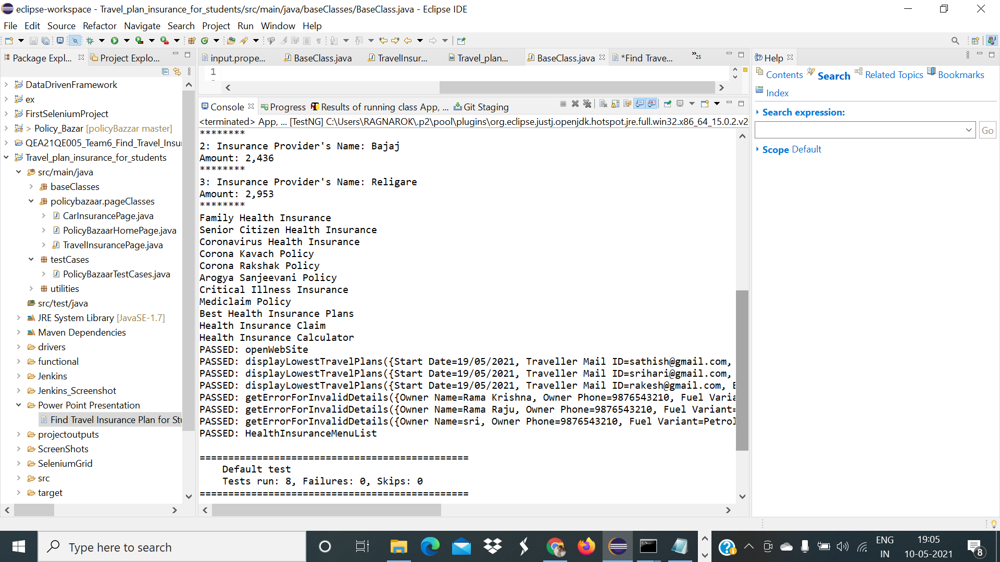 eclipse-workspace - Travel_plan_insurance_for_students/src/main/java/baseClasses/BaseClass.java - Eclipse IDE
File Edit Source Refactor Navigate Search Project Run Window Help
Package Expl... Project Explo...
DataDrivenFramework
ex
FirstSeleniumProject
> Policy_Bazar [policyBazzar master]
QEA21QE005_Team6_Find_Travel_Insu
Travel_plan_insurance_for_students
src/main/java
baseClasses
policybazaar.pageClasses
CarInsurancePage.java
PolicyBazaarHomePage.java
TravelInsurancePage.java
testCases
PolicyBazaarTestCases.java
utilities
src/test/java
JRE System Library [JavaSE-1.7]
Maven Dependencies
drivers
functional
Jenkins
Jenkins_Screenshot
Power Point Presentation
Find Travel Insurance Plan for Stu
projectoutputs
ScreenShots
SeleniumGrid
src
target
input.prope... BaseClass.java TravelInsur... Travel_plan... BaseClass.java *Find Trave... »25
1
Console Progress Results of running class App, ... Git Staging
<terminated> App, ... [TestNG] C:\Users\RAGNAROK\.p2\pool\plugins\org.eclipse.justj.openjdk.hotspot.jre.full.win32.x86_64_15.0.2.v2
********
2: Insurance Provider's Name: Bajaj
Amount: 2,436
********
3: Insurance Provider's Name: Religare
Amount: 2,953
********
Family Health Insurance
Senior Citizen Health Insurance
Coronavirus Health Insurance
Corona Kavach Policy
Corona Rakshak Policy
Arogya Sanjeevani Policy
Critical Illness Insurance
Mediclaim Policy
Best Health Insurance Plans
Health Insurance Claim
Health Insurance Calculator
PASSED: openWebSite
PASSED: displayLowestTravelPlans({Start Date=19/05/2021, Traveller Mail ID=sathish@gmail.com,
PASSED: displayLowestTravelPlans({Start Date=19/05/2021, Traveller Mail ID=srihari@gmail.com,
PASSED: displayLowestTravelPlans({Start Date=19/05/2021, Traveller Mail ID=rakesh@gmail.com, E
PASSED: getErrorForInvalidDetails({Owner Name=Rama Krishna, Owner Phone=9876543210, Fuel Varia
PASSED: getErrorForInvalidDetails({Owner Name=Rama Raju, Owner Phone=9876543210, Fuel Variant=
PASSED: getErrorForInvalidDetails({Owner Name=sri, Owner Phone=9876543210, Fuel Variant=Petrol
PASSED: HealthInsuranceMenuList
===============================================
Default test
Tests run: 8, Failures: 0, Skips: 0
===============================================
Help
Contents Search Related Topics Bookmarks
Index
Search expression:
Go
Scope Default
Type here to search
ENG
IN
19:05
10-05-2021
8